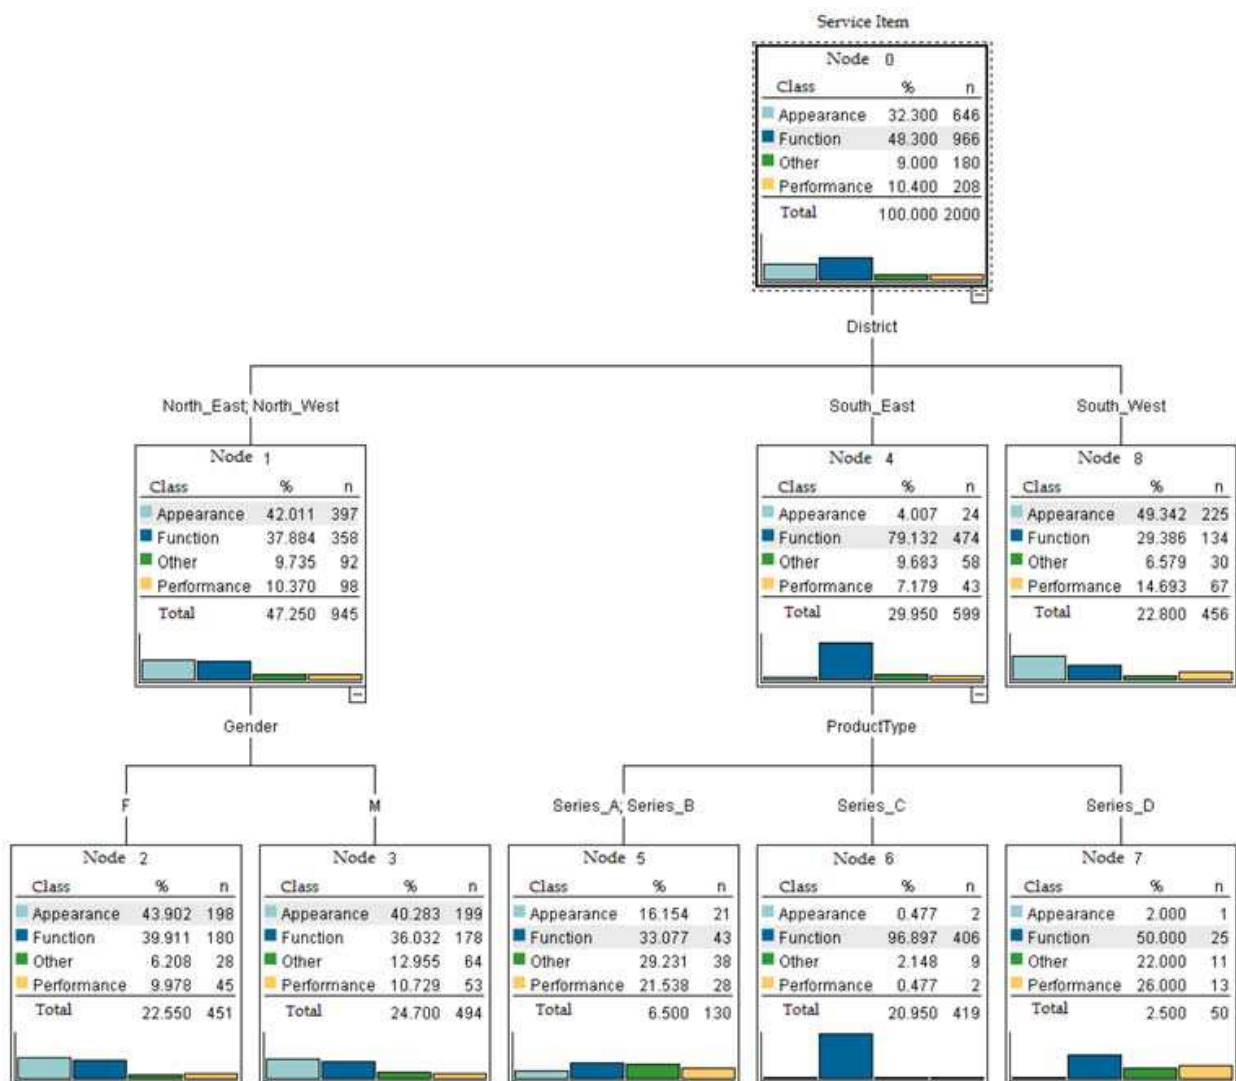 Service Item
Node 0
Class % n
Appearance 32.300 646
Function 48.300 966
Other 9.000 180
Performance 10.400 208
Total 100.000 2000
District
North_East; North_West
South_East
South_West
Node 1
Class % n
Appearance 42.011 397
Function 37.884 358
Other 9.735 92
Performance 10.370 98
Total 47.250 945
Node 4
Class % n
Appearance 4.007 24
Function 79.132 474
Other 9.683 58
Performance 7.179 43
Total 29.950 599
Node 8
Class % n
Appearance 49.342 225
Function 29.386 134
Other 6.579 30
Performance 14.693 67
Total 22.800 456
Gender
ProductType
F
M
Series_A; Series_B
Series_C
Series_D
Node 2
Class % n
Appearance 43.902 198
Function 39.911 180
Other 6.208 28
Performance 9.978 45
Total 22.550 451
Node 3
Class % n
Appearance 40.283 199
Function 36.032 178
Other 12.955 64
Performance 10.729 53
Total 24.700 494
Node 5
Class % n
Appearance 16.154 21
Function 33.077 43
Other 29.231 38
Performance 21.538 28
Total 6.500 130
Node 6
Class % n
Appearance 0.477 2
Function 96.897 406
Other 2.148 9
Performance 0.477 2
Total 20.950 419
Node 7
Class % n
Appearance 2.000 1
Function 50.000 25
Other 22.000 11
Performance 26.000 13
Total 2.500 50